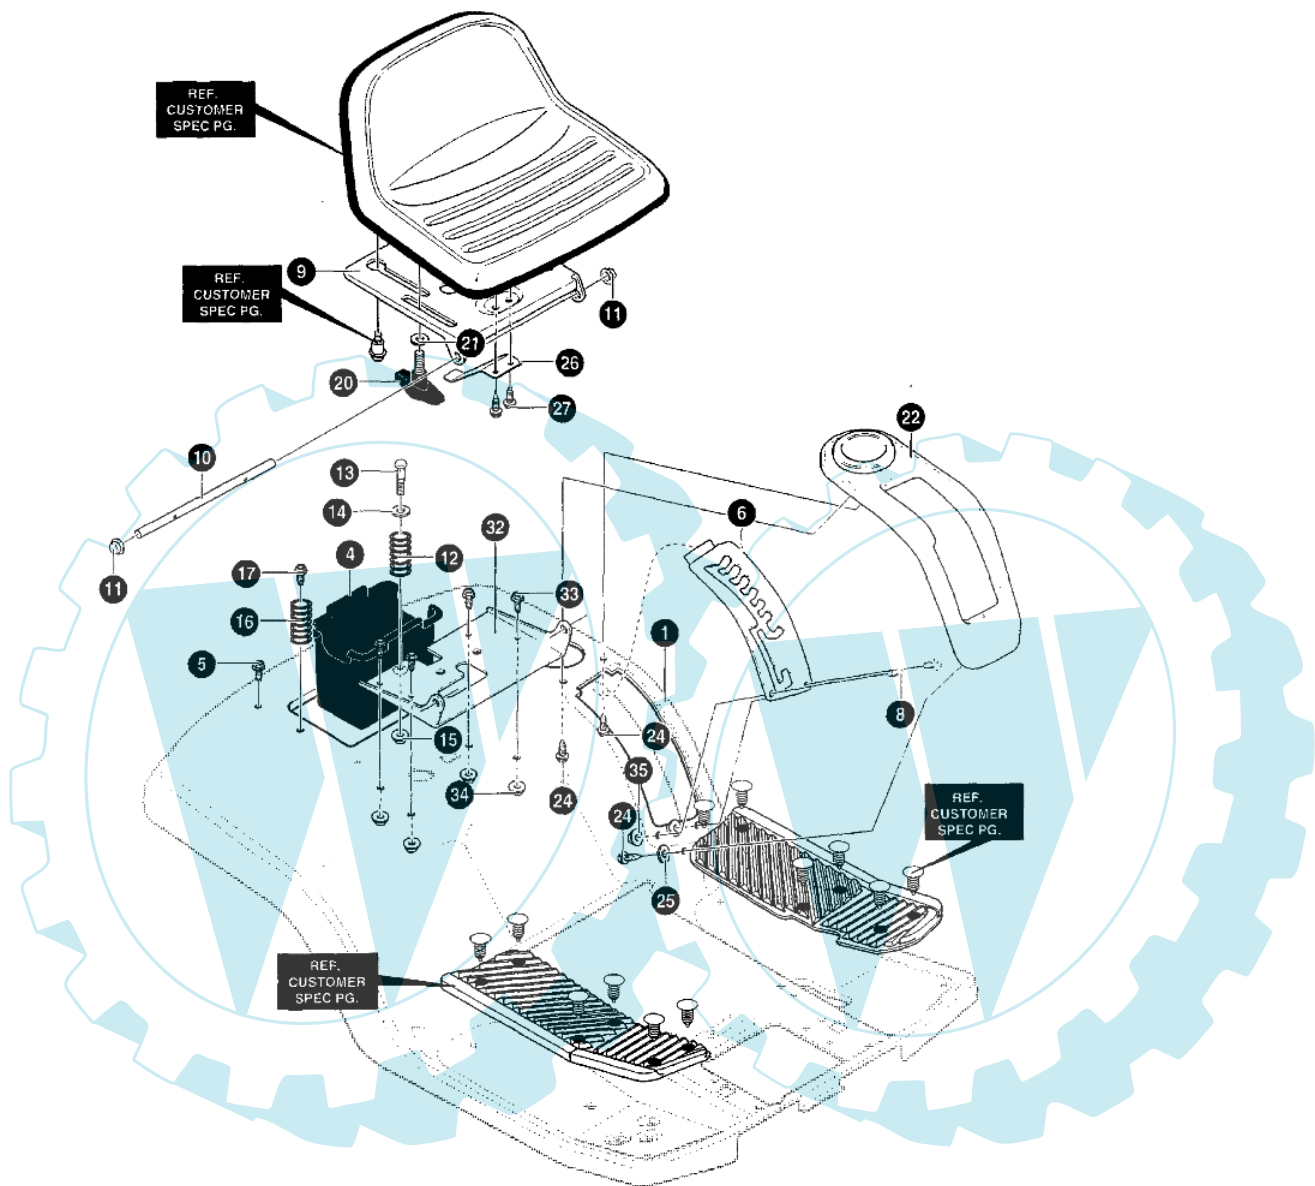 REF.
CUSTOMER
SPEC PG.
9
REF.
CUSTOMER
SPEC PG.
11
21
26
20
27
22
10
13
14
6
32
4
12
11
17
33
16
1
5
8
15
24
35
34
24
24
REF.
CUSTOMER
SPEC PG.
25
REF.
CUSTOMER
SPEC PG.